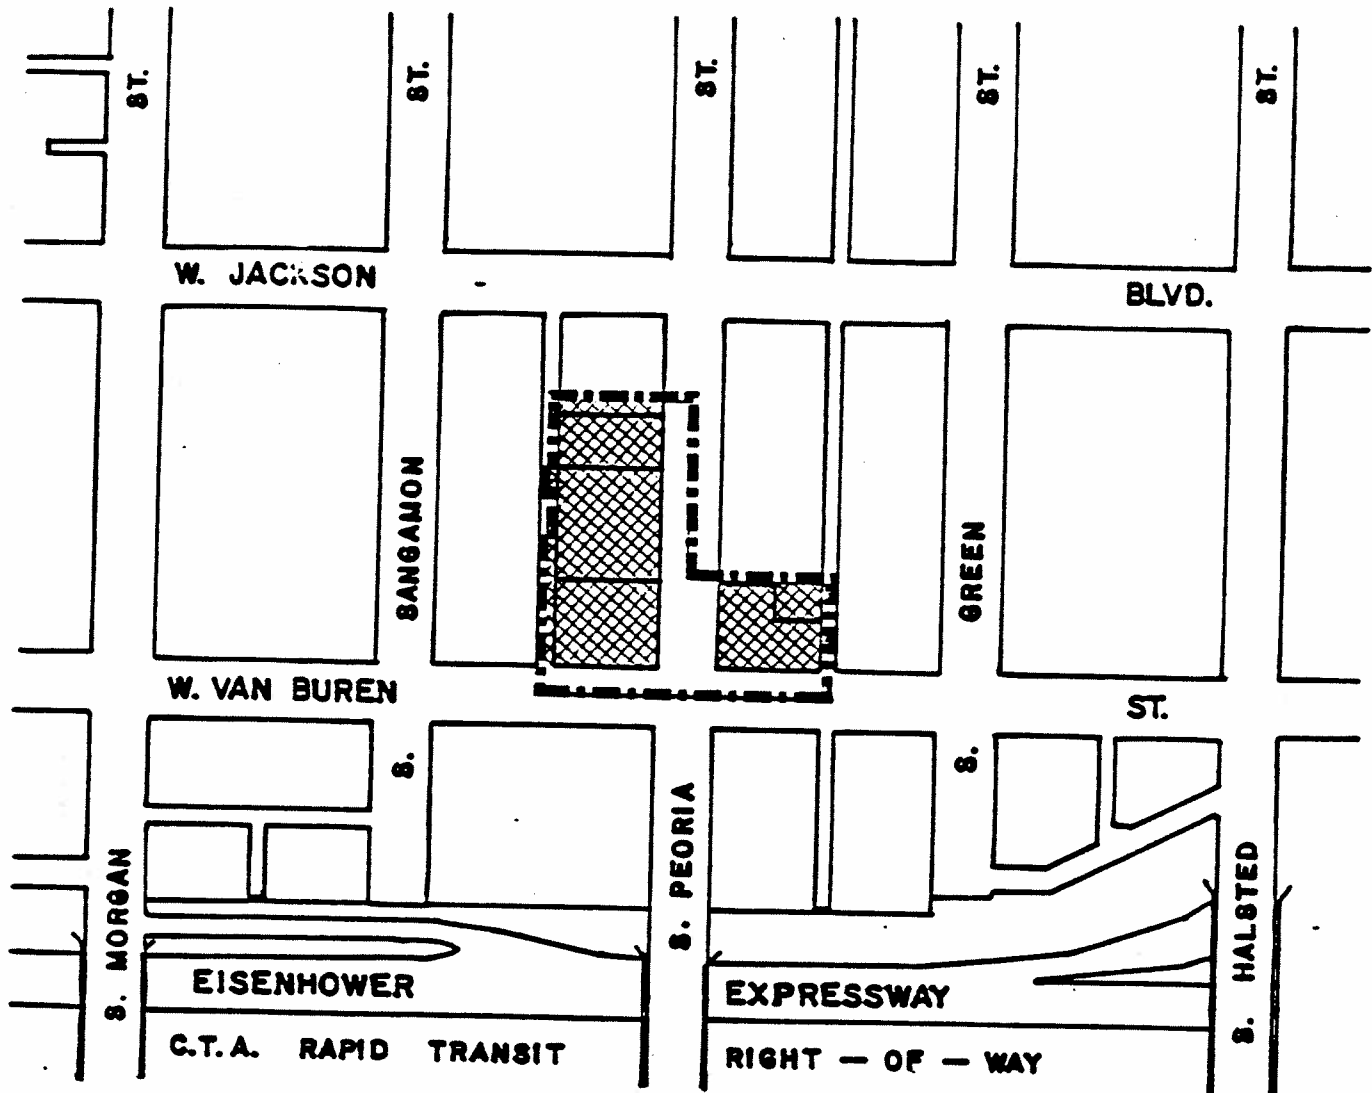 ST.
ST.
ST.
ST.
ST.
W. JACKSON
BLVD.
SANGAMON
GREEN
W. VAN BUREN
ST.
S.
S.
S. PEORIA
S. MORGAN
S. HALSTED
EISENHOWER
EXPRESSWAY
C.T.A. RAPID TRANSIT
RIGHT — OF — WAY